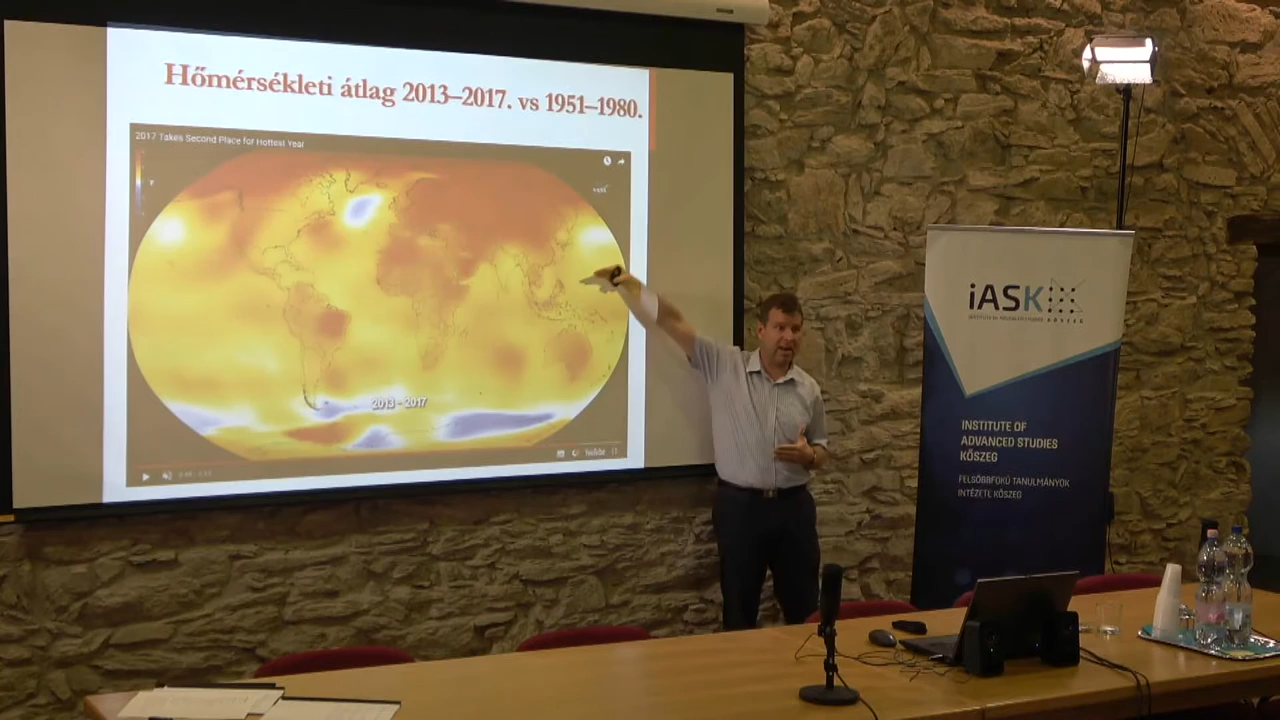 Hőmérsékleti átlag 2013–2017. vs 1951–1980.
2017 Takes Second Place for Hottest Year
2013 - 2017
YouTube
iASK
KŐSZEG
INSTITUTE OF
ADVANCED STUDIES
KŐSZEG
FELSŐBBFOKÚ TANULMÁNYOK
INTÉZETE KŐSZEG